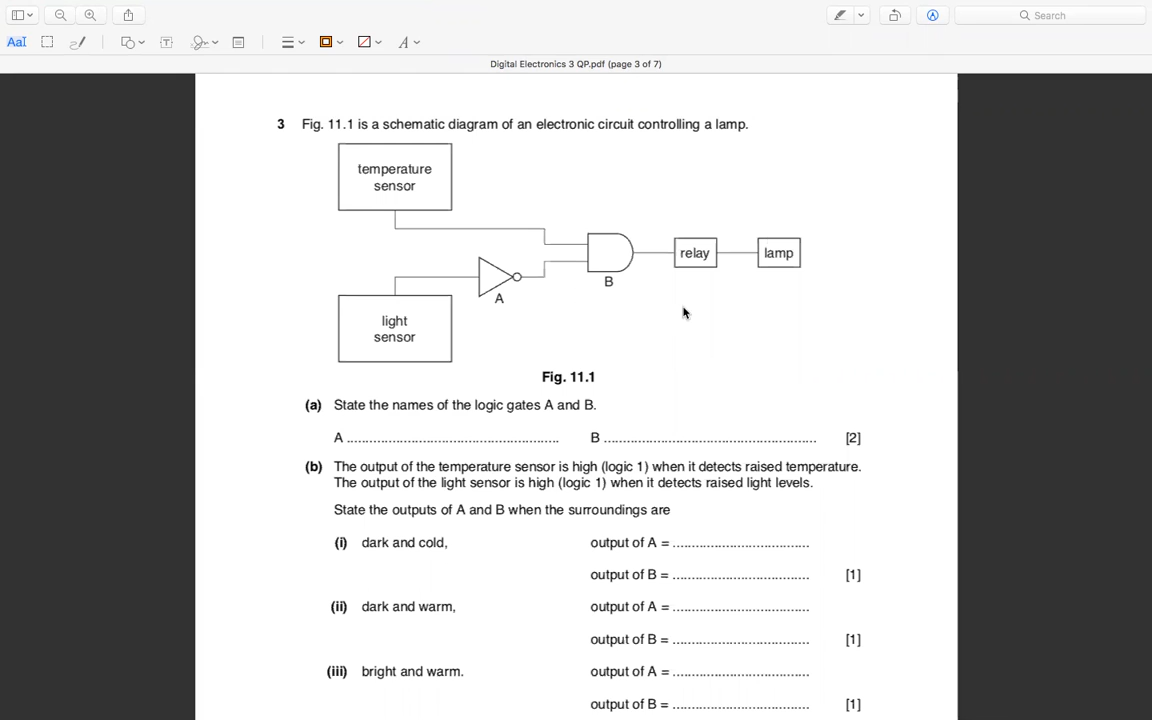 Search
AaI
T
A
Digital Electronics 3 QP.pdf (page 3 of 7)
3 Fig. 11.1 is a schematic diagram of an electronic circuit controlling a lamp.
temperature
sensor
relay
lamp
B
A
light
sensor
Fig. 11.1
(a) State the names of the logic gates A and B.
A ....................................................... B ....................................................... [2]
(b) The output of the temperature sensor is high (logic 1) when it detects raised temperature.
The output of the light sensor is high (logic 1) when it detects raised light levels.
State the outputs of A and B when the surroundings are
(i) dark and cold, output of A = ....................................
output of B = .................................... [1]
(ii) dark and warm, output of A = ....................................
output of B = .................................... [1]
(iii) bright and warm. output of A = ....................................
output of B = .................................... [1]